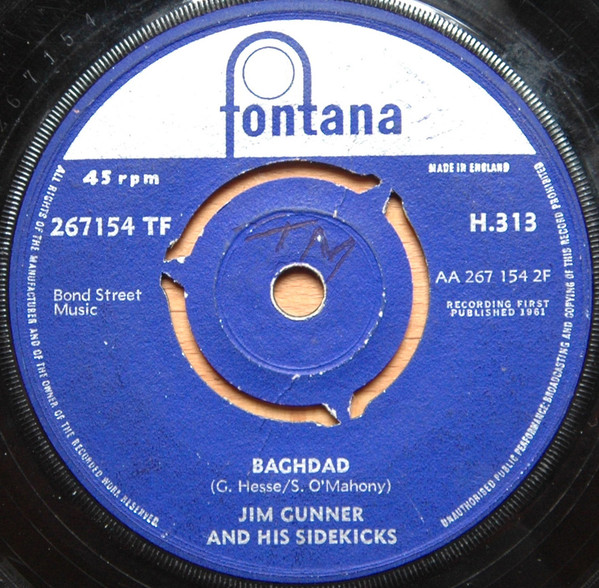 fontana
45 rpm
MADE IN ENGLAND
267154 TF
H.313
AA 267 154 2F
Bond Street
Music
RECORDING FIRST
PUBLISHED 1961
TM
BAGHDAD
(G. Hesse/S. O'Mahony)
JIM GUNNER
AND HIS SIDEKICKS
ALL RIGHTS OF THE MANUFACTURER AND OF THE OWNER OF THE RECORDED WORK RESERVED
UNAUTHORISED PUBLIC PERFORMANCE, BROADCASTING AND COPYING OF THIS RECORD PROHIBITED
267154